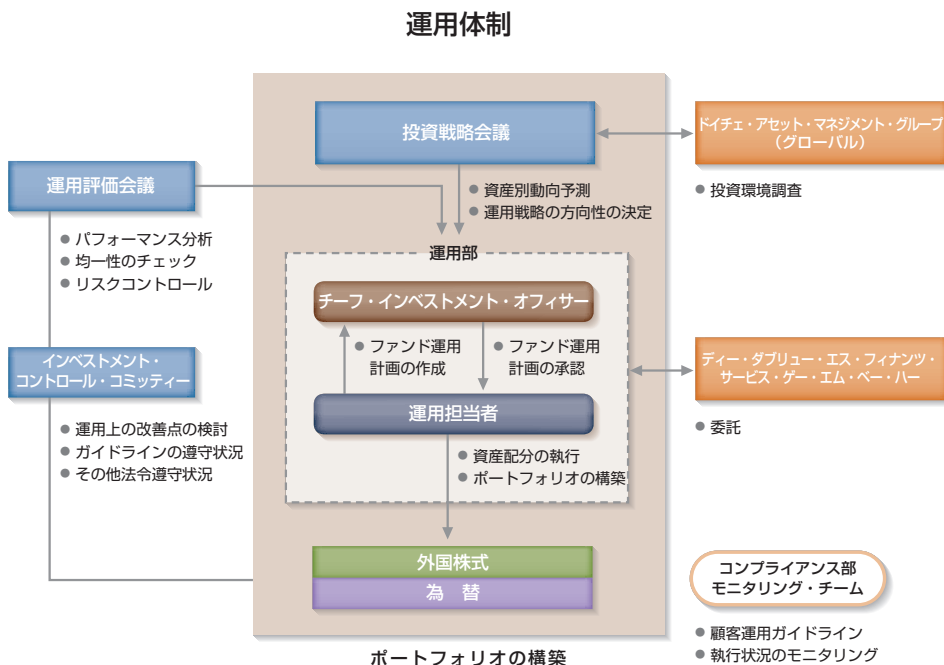 運用体制
投資戦略会議
ドイチェ・アセット・マネジメント・グループ
（グローバル）
● 投資環境調査
運用評価会議
● パフォーマンス分析
● 均一性のチェック
● リスクコントロール
● 資産別動向予測
● 運用戦略の方向性の決定
運用部
チーフ・インベストメント・オフィサー
● ファンド運用
計画の作成
● ファンド運用
計画の承認
運用担当者
● 資産配分の執行
● ポートフォリオの構築
インベストメント・
コントロール・コミッティー
● 運用上の改善点の検討
● ガイドラインの遵守状況
● その他法令遵守状況
ディー・ダブリュー・エス・フィナンツ・
サービス・ゲー・エム・ベー・ハー
● 委託
外国株式
為　替
ポートフォリオの構築
コンプライアンス部
モニタリング・チーム
● 顧客運用ガイドライン
● 執行状況のモニタリング